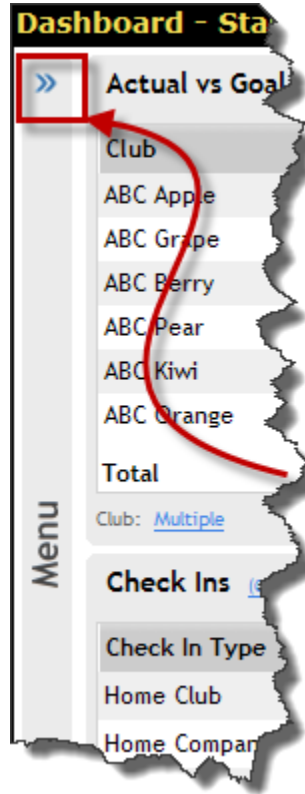 Dashboard - Sta
»
Actual vs Goal
Club
ABC Apple
ABC Grape
ABC Berry
ABC Pear
ABC Kiwi
ABC Orange
Total
Club: Multiple
Menu
Check Ins
Check In Type
Home Club
Home Compan